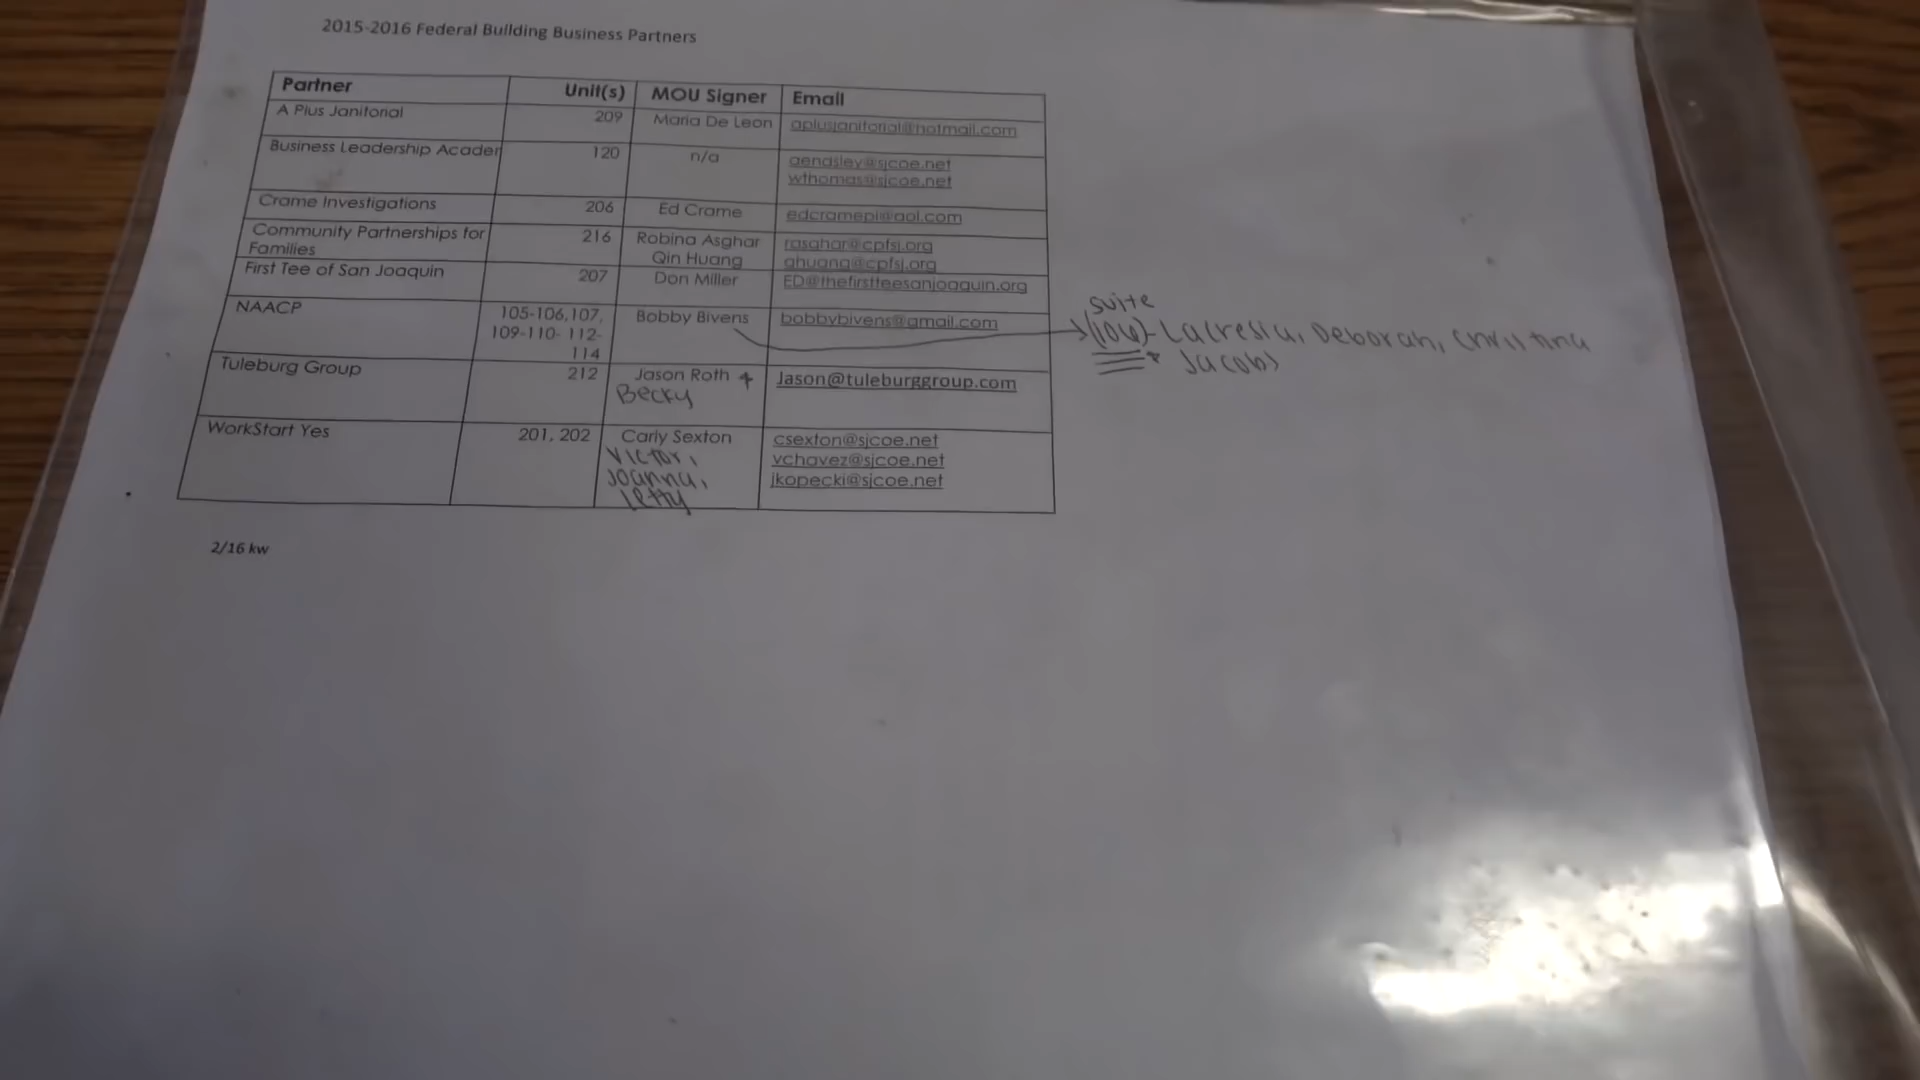 2015-2016 Federal Building Business Partners
Partner Unit(s) MOU Signer Email
A Plus Janitorial 209 Maria De Leon aplusjanitorial@hotmail.com
Business Leadership Acader 120 n/a aendsley@sjcoe.net
wthomas@sjcoe.net
Crame Investigations 206 Ed Crame edcramepi@aol.com
Community Partnerships for 216 Robina Asghar rasghar@cpfsj.org
Families Qin Huang qhuang@cpfsj.org
First Tee of San Joaquin 207 Don Miller ED@thefirstteesanjoaquin.org
NAACP 105-106,107, Bobby Bivens bobbybivens@gmail.com
109-110- 112-
114
suite
(106)- Lacresia, Deborah, Christina
+ Jacobs
Tuleburg Group 212 Jason Roth + Jason@tuleburggroup.com
Becky
WorkStart Yes 201, 202 Carly Sexton csexton@sjcoe.net
Victor, vchavez@sjcoe.net
Joanna, jkopecki@sjcoe.net
Letty
2/16 kw